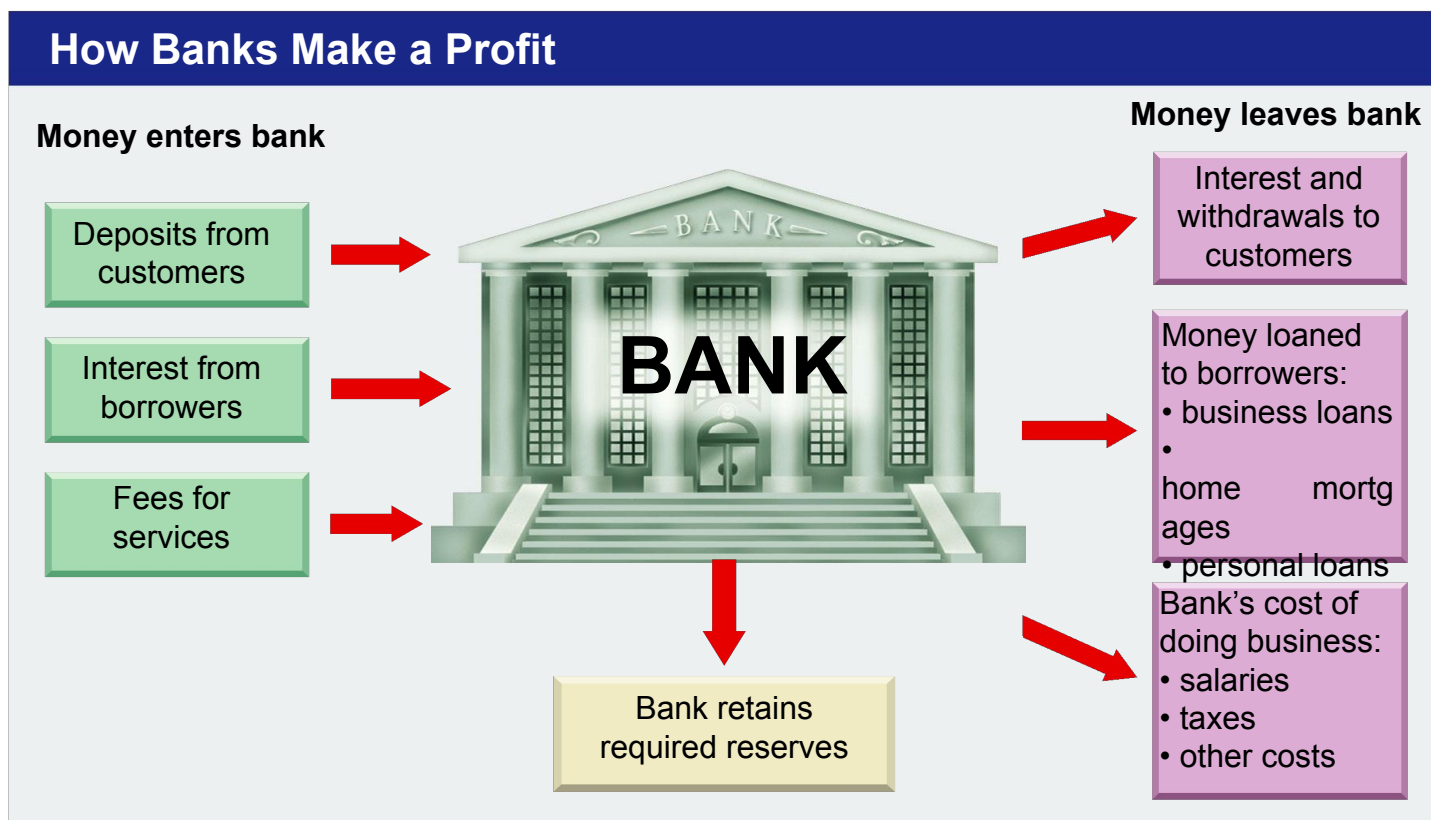 How Banks Make a Profit
Money enters bank
Money leaves bank
Deposits from
customers
Interest from
borrowers
Fees for
services
BANK
BANK
Bank retains
required reserves
Interest and
withdrawals to
customers
Money loaned
to borrowers:
• business loans
•
home mortg
ages
• personal loans
Bank’s cost of
doing business:
• salaries
• taxes
• other costs